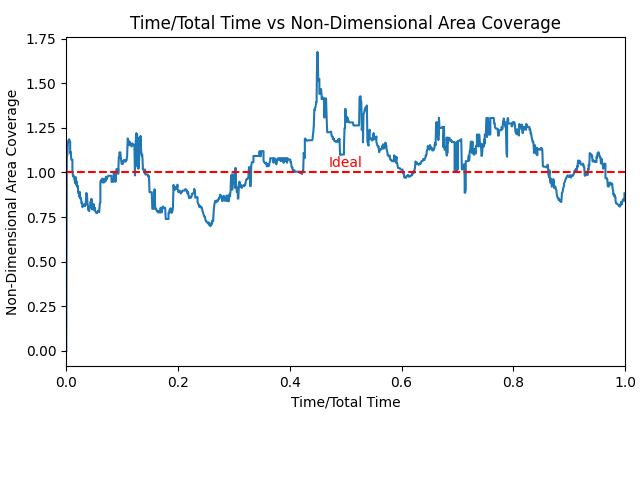 Time/Total Time vs Non-Dimensional Area Coverage
Non-Dimensional Area Coverage
1.75
1.50
1.25
1.00
0.75
0.50
0.25
0.00
Ideal
0.0 0.2 0.4 0.6 0.8 1.0
Time/Total Time